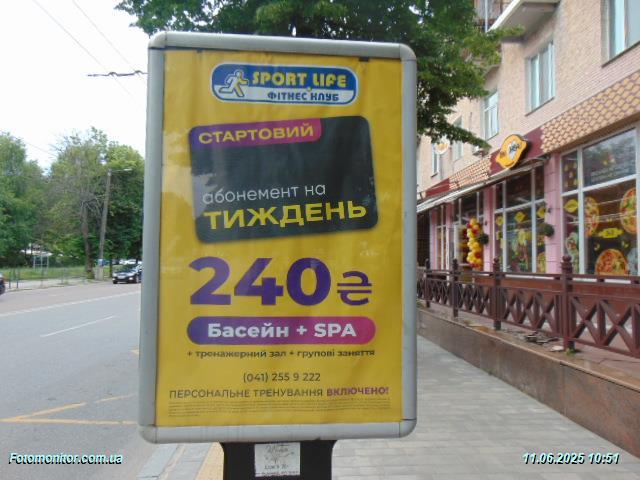 SPORT LIFE
ФІТНЕС КЛУБ
СТАРТОВИЙ
абонемент на
ТИЖДЕНЬ
240₴
Басейн + SPA
+ тренажерний зал + групові заняття
(041) 255 9 222
ПЕРСОНАЛЬНЕ ТРЕНУВАННЯ ВКЛЮЧЕНО!
Fotomonitor.com.ua
11.06.2025 10:51